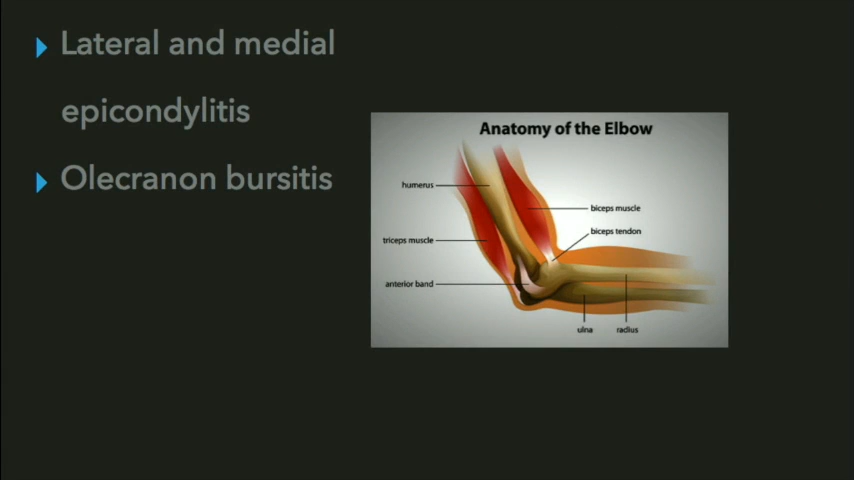 Lateral and medial
epicondylitis
Olecranon bursitis
Anatomy of the Elbow
humerus
biceps muscle
biceps tendon
triceps muscle
anterior band
ulna
radius